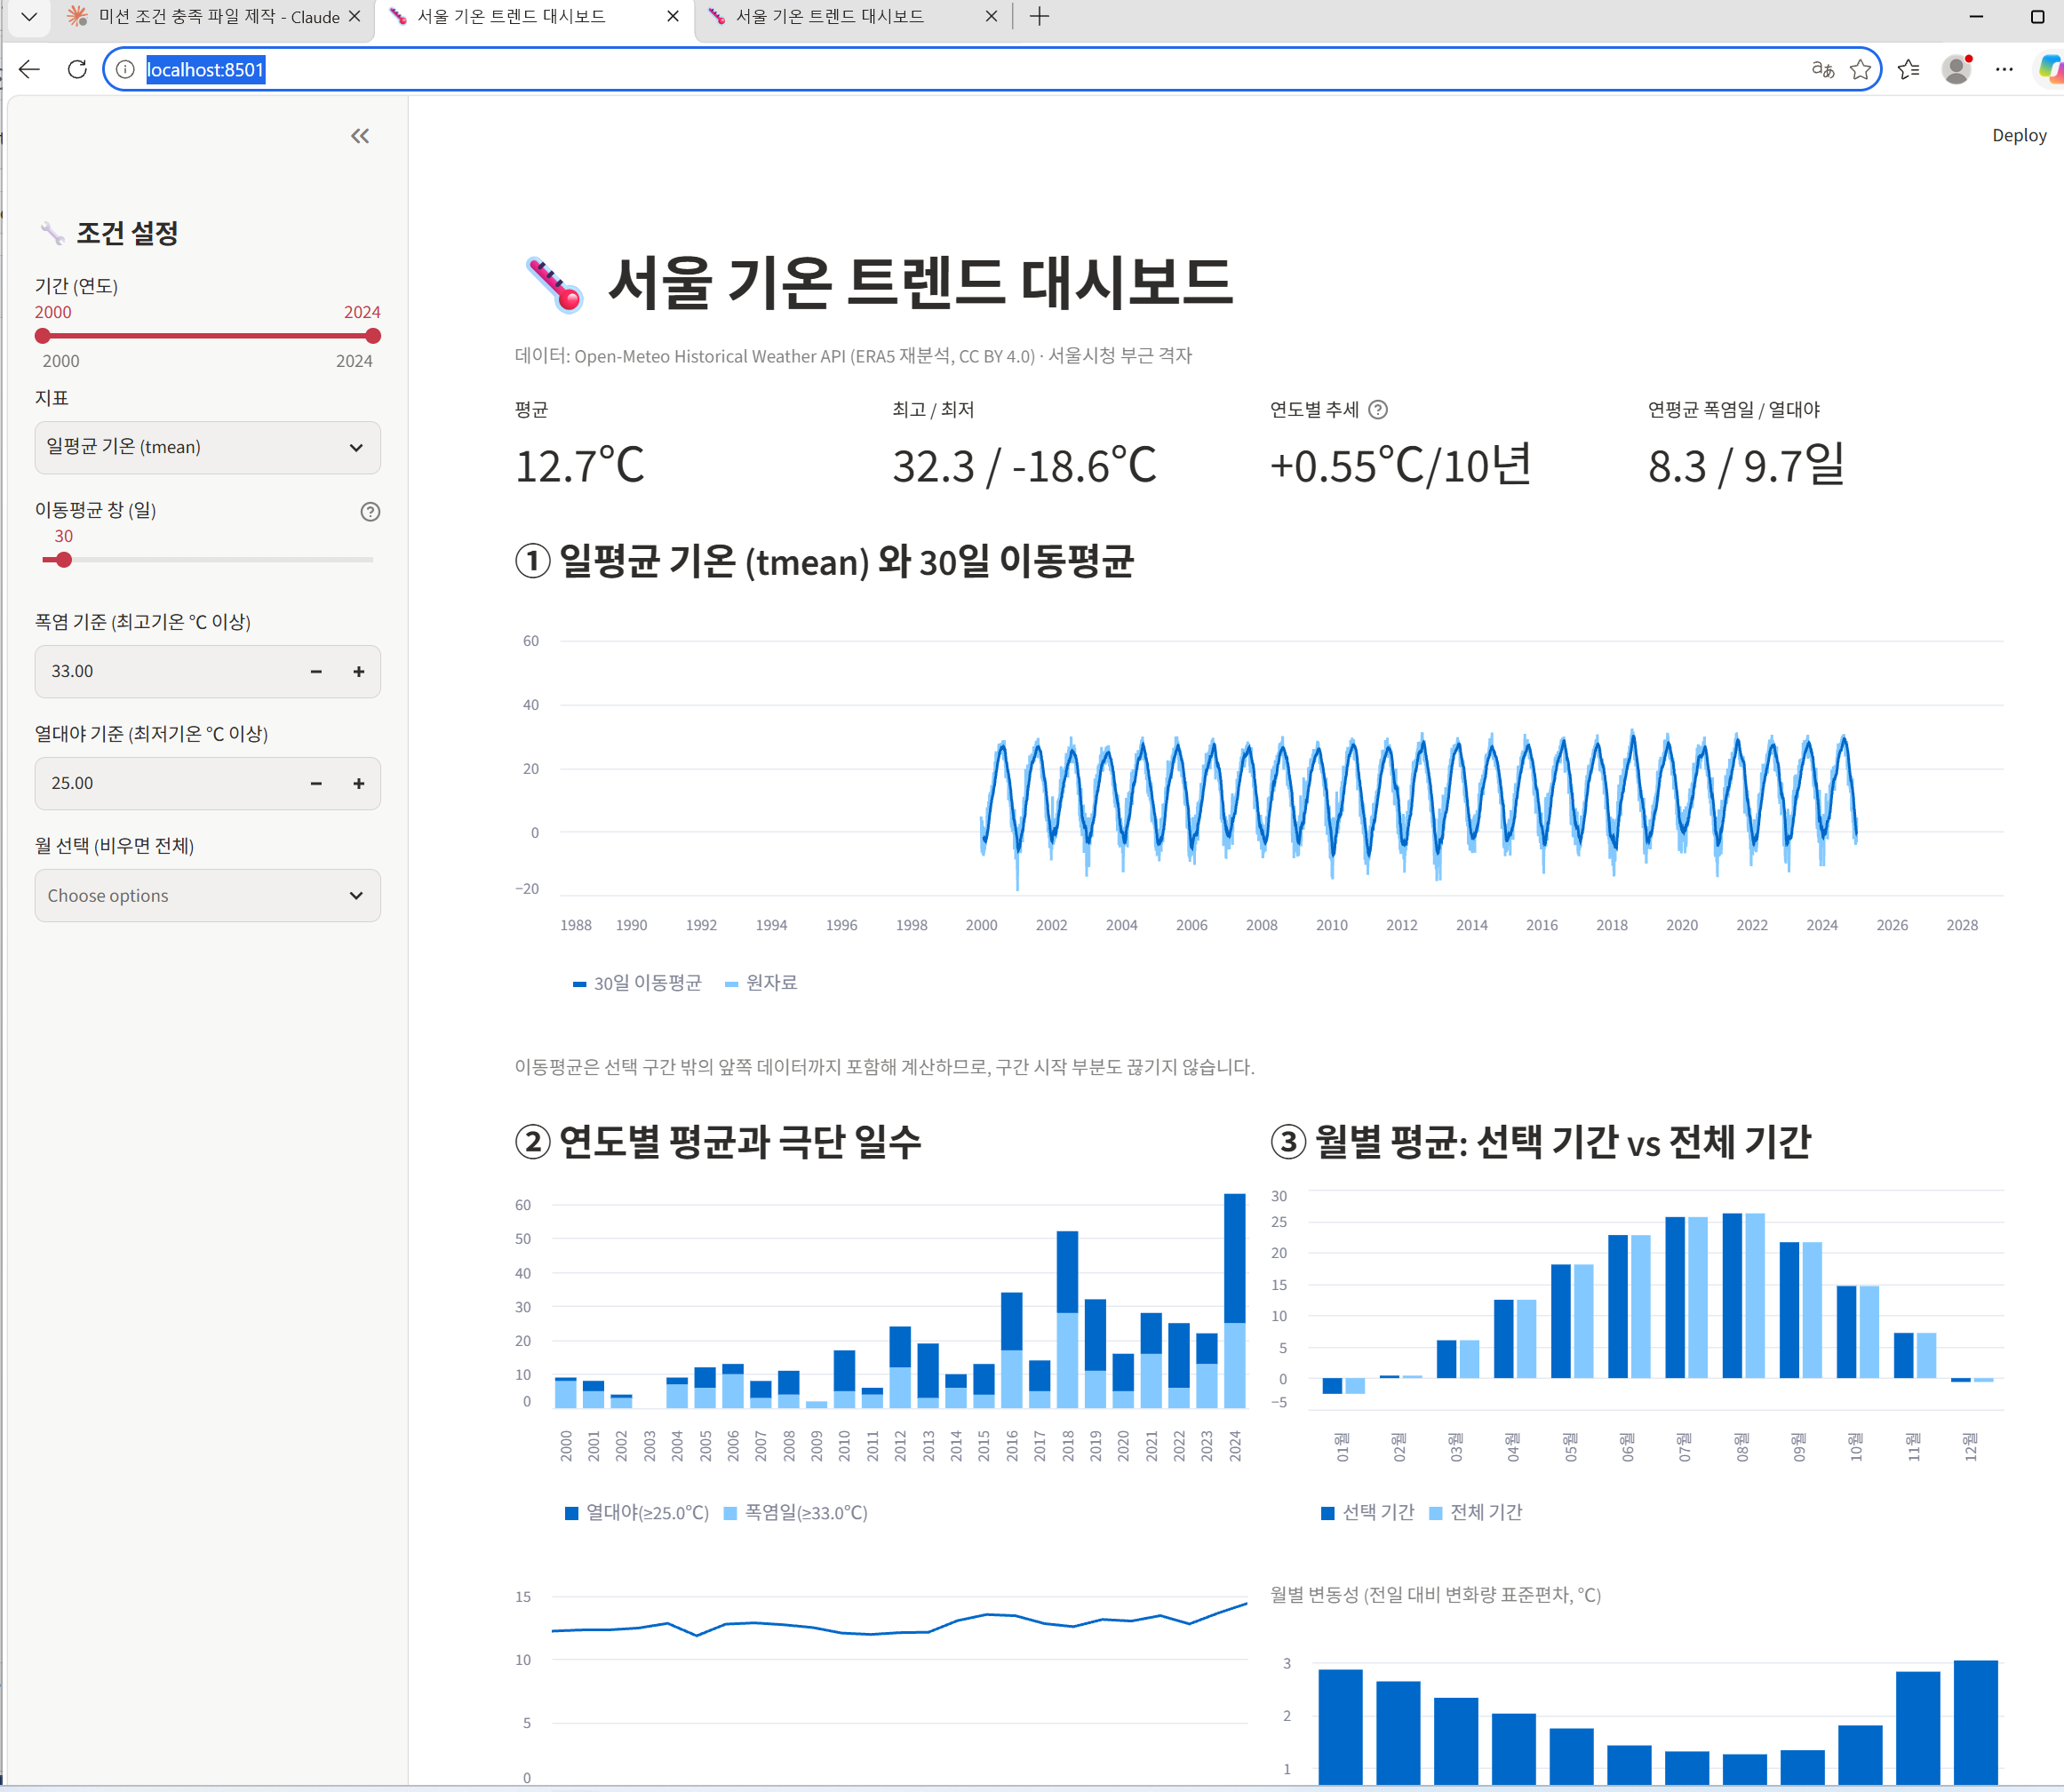 미션 조건 충족 파일 제작 - Claude
서울 기온 트렌드 대시보드
서울 기온 트렌드 대시보드
localhost:8501
Deploy
조건 설정
기간 (연도)
2000 2024
2000 2024
지표
일평균 기온 (tmean)
이동평균 창 (일)
30
폭염 기준 (최고기온 °C 이상)
33.00
열대야 기준 (최저기온 °C 이상)
25.00
월 선택 (비우면 전체)
Choose options
서울 기온 트렌드 대시보드
데이터: Open-Meteo Historical Weather API (ERA5 재분석, CC BY 4.0) · 서울시청 부근 격자
평균
12.7°C
최고 / 최저
32.3 / -18.6°C
연도별 추세
+0.55°C/10년
연평균 폭염일 / 열대야
8.3 / 9.7일
① 일평균 기온 (tmean) 와 30일 이동평균
60
40
20
0
−20
1988 1990 1992 1994 1996 1998 2000 2002 2004 2006 2008 2010 2012 2014 2016 2018 2020 2022 2024 2026 2028
30일 이동평균 원자료
이동평균은 선택 구간 밖의 앞쪽 데이터까지 포함해 계산하므로, 구간 시작 부분도 끊기지 않습니다.
② 연도별 평균과 극단 일수
60
50
40
30
20
10
0
2000 2001 2002 2003 2004 2005 2006 2007 2008 2009 2010 2011 2012 2013 2014 2015 2016 2017 2018 2019 2020 2021 2022 2023 2024
열대야(≥25.0°C) 폭염일(≥33.0°C)
15
10
5
0
③ 월별 평균: 선택 기간 vs 전체 기간
30
25
20
15
10
5
0
−5
01월 02월 03월 04월 05월 06월 07월 08월 09월 10월 11월 12월
선택 기간 전체 기간
월별 변동성 (전일 대비 변화량 표준편차, °C)
3
2
1